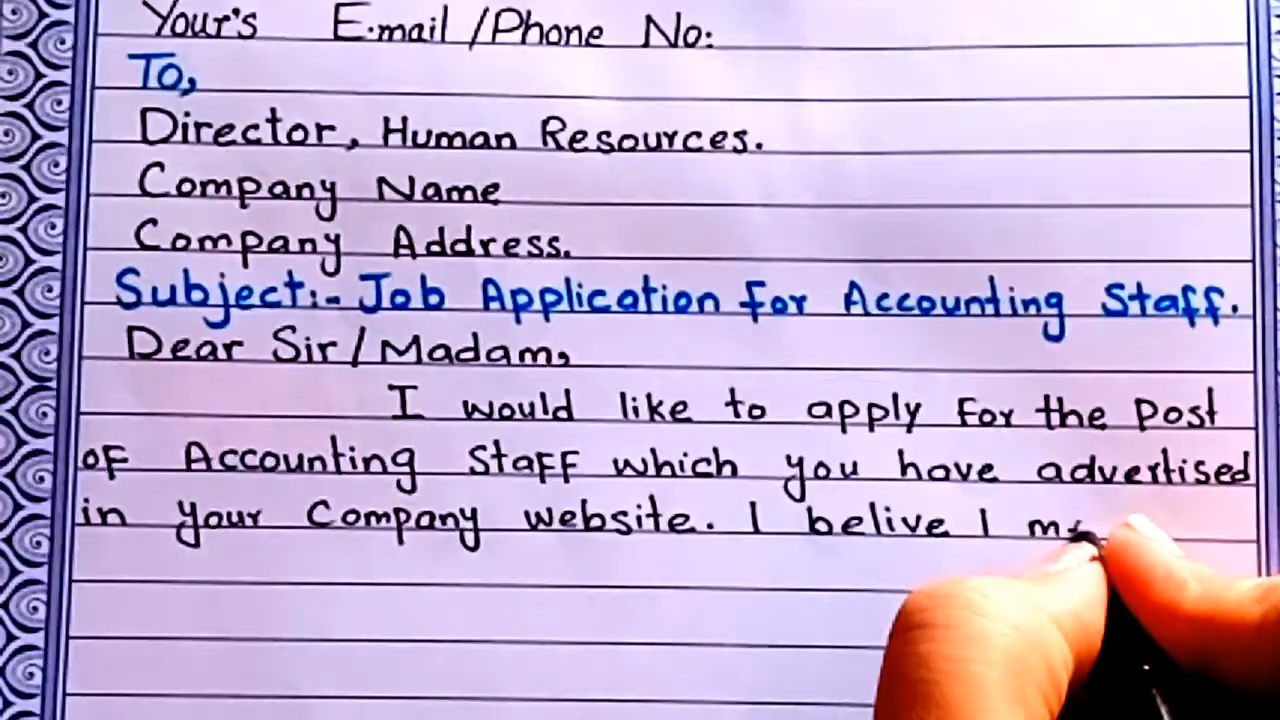 Your's E.mail /Phone No:
To,
Director, Human Resources.
Company Name
Company Address.
Subject:- Job Application for Accounting Staff.
Dear Sir/Madam,
I would like to apply For the Post
of Accounting Staff which you have advertised
in your Company website. I belive I